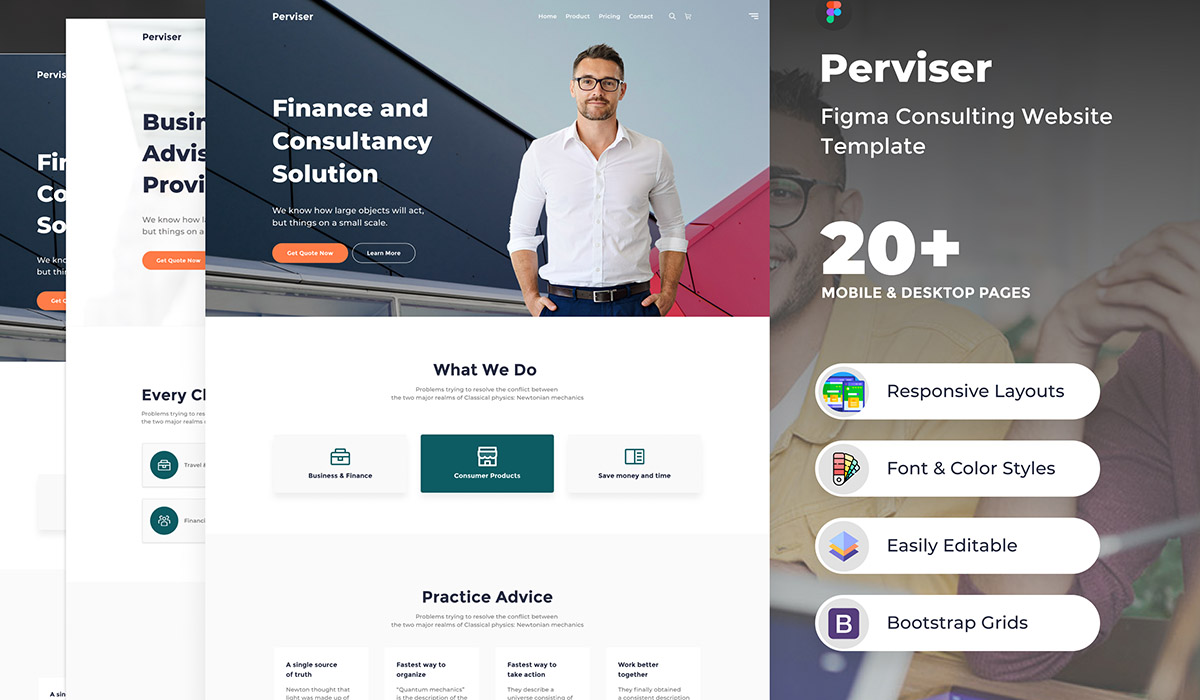 Perviser
Fin
Co
So
We kno
but thin
Get Q
A sin
Perviser
Busin
Advis
Provi
We know how l
but things on a
Get Quote Now
Every Cl
Problems trying to res
the two major realms o
Travel &
Financi
Perviser
Home Product Pricing Contact
Finance and
Consultancy
Solution
We know how large objects will act,
but things on a small scale.
Get Quote Now Learn More
What We Do
Problems trying to resolve the conflict between
the two major realms of Classical physics: Newtonian mechanics
Business & Finance
Consumer Products
Save money and time
Practice Advice
Problems trying to resolve the conflict between
the two major realms of Classical physics: Newtonian mechanics
A single source
of truth
Newton thought that
light was made up of
Fastest way to
organize
“Quantum mechanics”
is the description of the
Fastest way to
take action
They describe a
universe consisting of
Work better
together
They finally obtained
a consistent description
Perviser
Figma Consulting Website
Template
20+
MOBILE & DESKTOP PAGES
Responsive Layouts
Font & Color Styles
Easily Editable
B
Bootstrap Grids